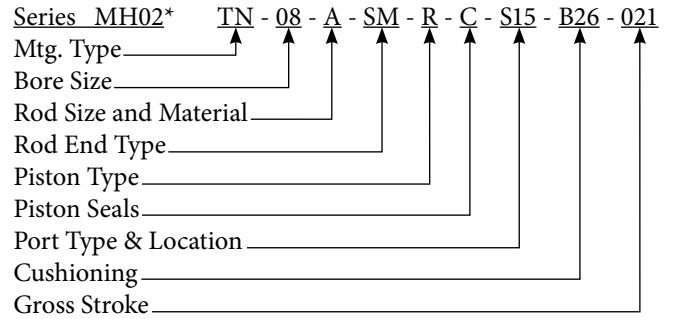 Series MH02* TN - 08 - A - SM - R - C - S15 - B26 - 021
Mtg. Type
Bore Size
Rod Size and Material
Rod End Type
Piston Type
Piston Seals
Port Type & Location
Cushioning
Gross Stroke